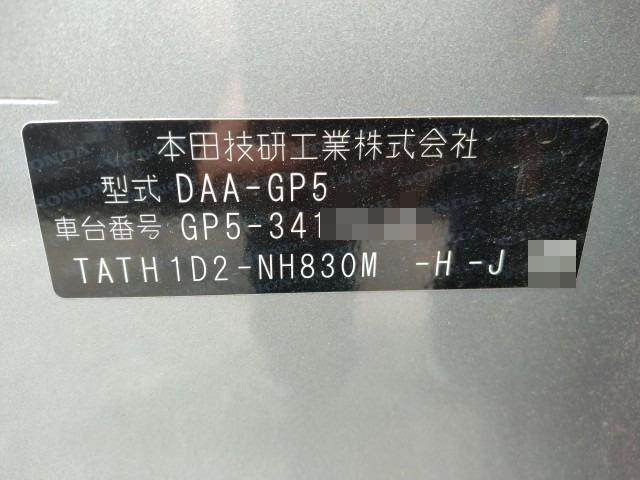 本田技研工業株式会社
型式 DAA-GP5
車台番号 GP5-341
TATH1D2-NH830M -H-J